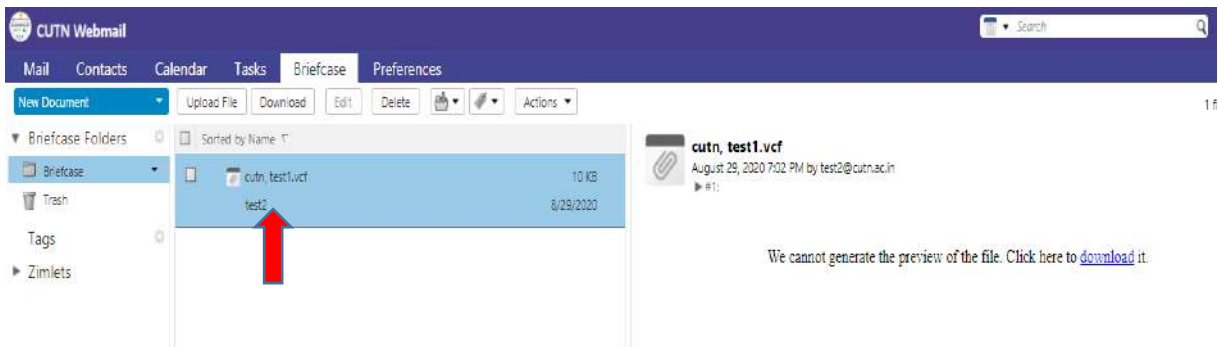 CUTN Webmail
Search
Mail Contacts Calendar Tasks Briefcase Preferences
New Document Upload File Download Edit Delete Actions
Briefcase Folders
Sorted by Name
Briefcase
Trash
Tags
Zimlets
cutn, test1.vcf 10 KB
test2 8/29/2020
cutn, test1.vcf
August 29, 2020 7:02 PM by test2@cutn.ac.in
#1:
We cannot generate the preview of the file. Click here to download it.